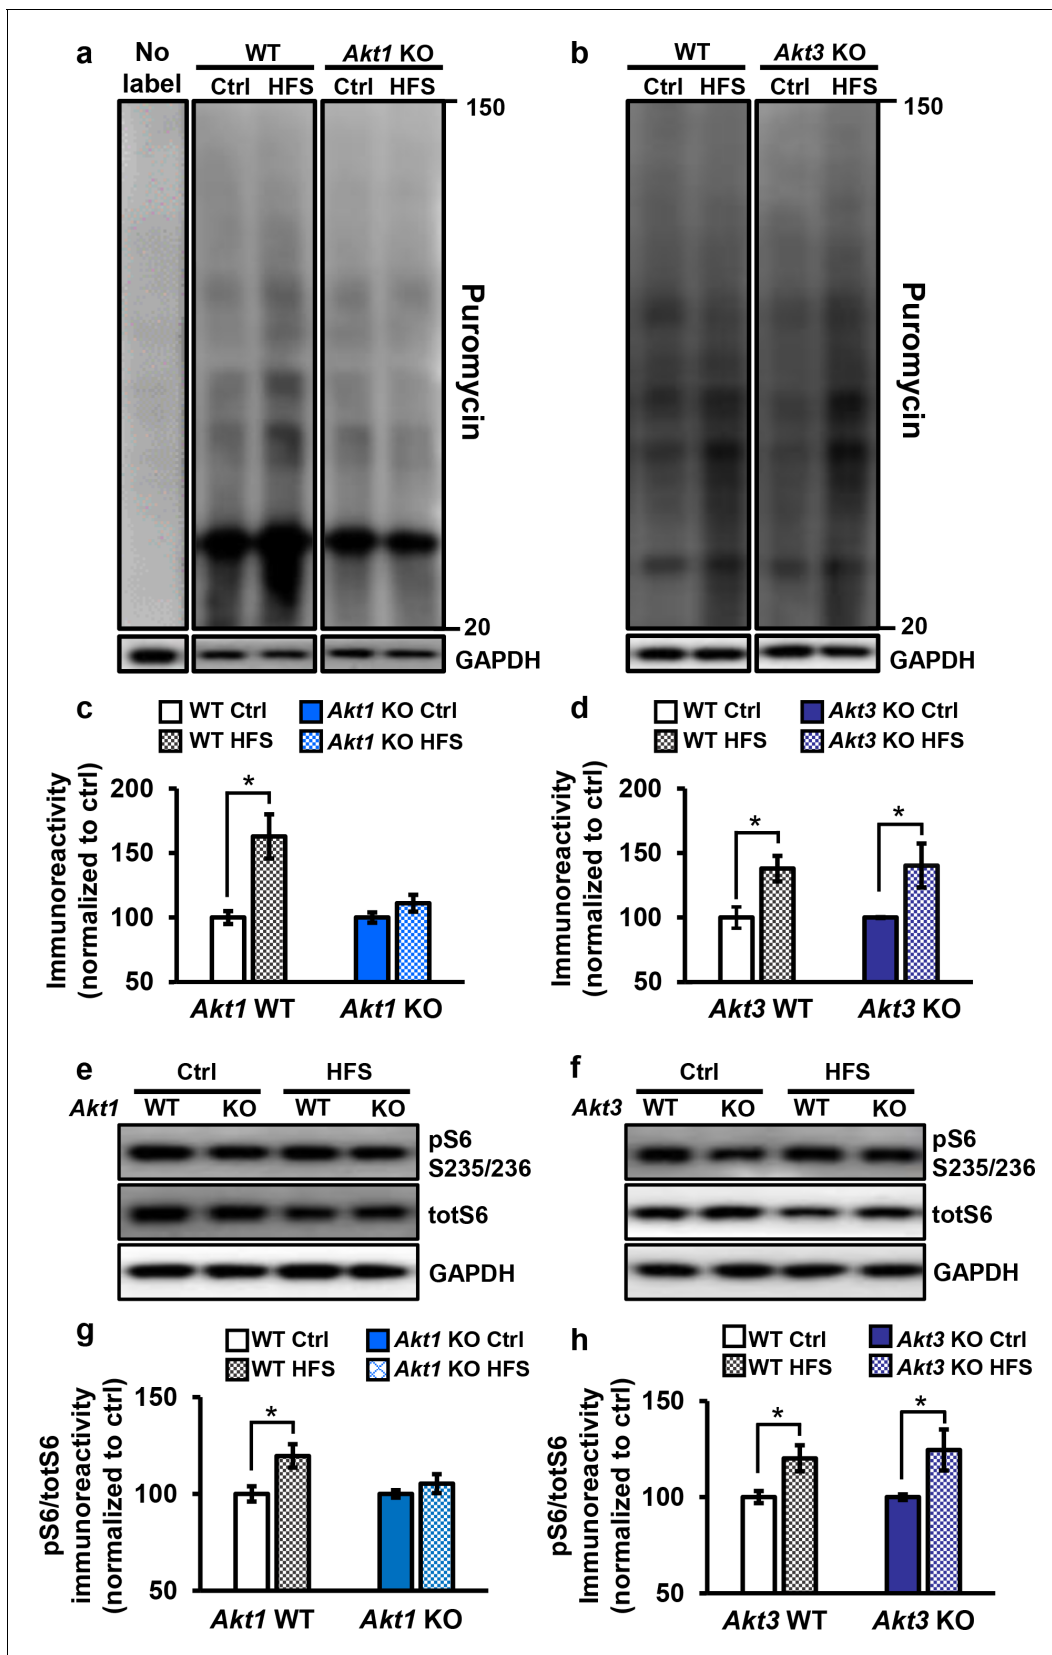 a
No label
WT
Akt1 KO
Ctrl HFS Ctrl HFS
150
Puromycin
20
GAPDH
b
WT
Akt3 KO
Ctrl HFS Ctrl HFS
150
Puromycin
20
GAPDH
c
WT Ctrl
Akt1 KO Ctrl
WT HFS
Akt1 KO HFS
Immunoreactivity
(normalized to ctrl)
200
150
100
50
*
Akt1 WT
Akt1 KO
d
WT Ctrl
Akt3 KO Ctrl
WT HFS
Akt3 KO HFS
Immunoreactivity
(normalized to ctrl)
200
150
100
50
*
*
Akt3 WT
Akt3 KO
e
Ctrl
HFS
Akt1 WT KO WT KO
pS6
S235/236
totS6
GAPDH
f
Ctrl
HFS
Akt3 WT KO WT KO
pS6
S235/236
totS6
GAPDH
g
WT Ctrl
Akt1 KO Ctrl
WT HFS
Akt1 KO HFS
pS6/totS6
immunoreactivity
(normalized to ctrl)
150
100
50
*
Akt1 WT
Akt1 KO
h
WT Ctrl
Akt3 KO Ctrl
WT HFS
Akt3 KO HFS
pS6/totS6
Immunoreactivity
(normalized to ctrl)
150
100
50
*
*
Akt3 WT
Akt3 KO